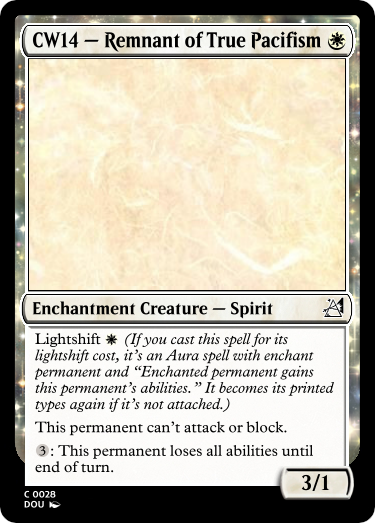 CW14 — Remnant of True Pacifism
Enchantment Creature — Spirit
Lightshift (If you cast this spell for its
lightshift cost, it's an Aura spell with enchant
permanent and “Enchanted permanent gains
this permanent's abilities.” It becomes its printed
types again if it's not attached.)
This permanent can't attack or block.
3: This permanent loses all abilities until
end of turn.
3/1
C 0028
DOU